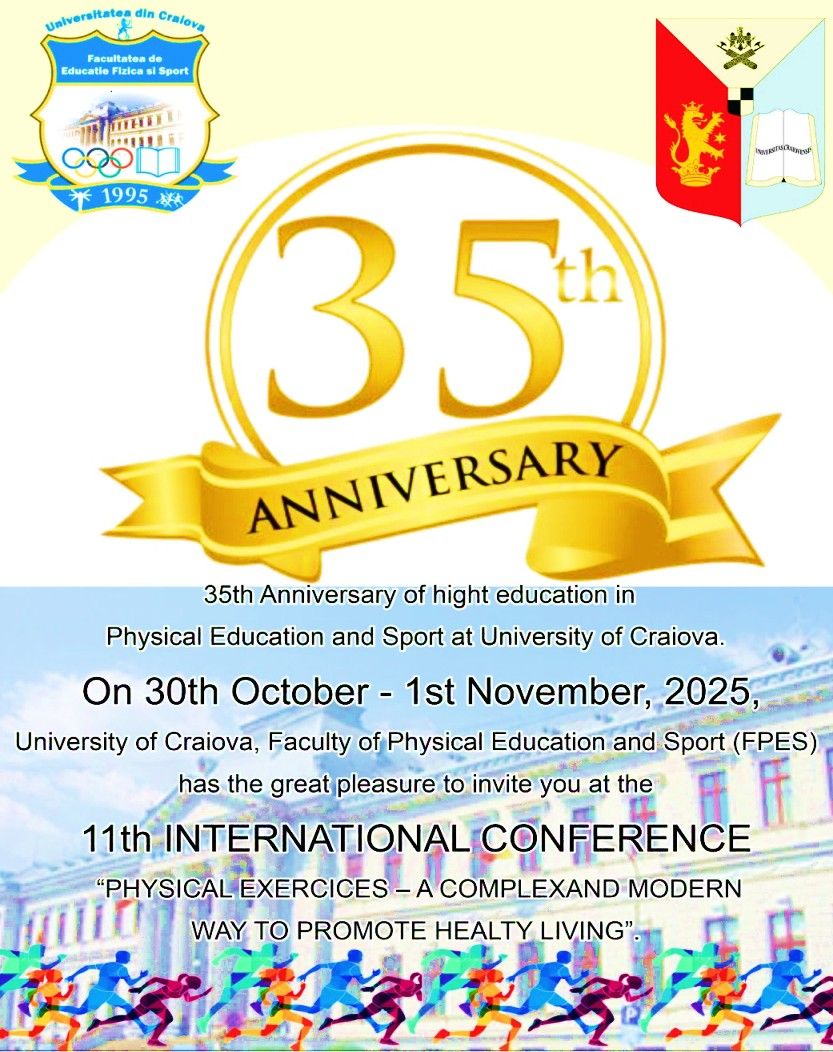 Universitatea din Craiova
Facultatea de
Educatie Fizica si Sport
1995
UNIVERSITAS CRAIOVENSIS
35th
ANNIVERSARY
35th Anniversary of hight education in
Physical Education and Sport at University of Craiova.
On 30th October - 1st November, 2025,
University of Craiova, Faculty of Physical Education and Sport (FPES)
has the great pleasure to invite you at the
11th INTERNATIONAL CONFERENCE
“PHYSICAL EXERCICES – A COMPLEXAND MODERN
WAY TO PROMOTE HEALTY LIVING”.